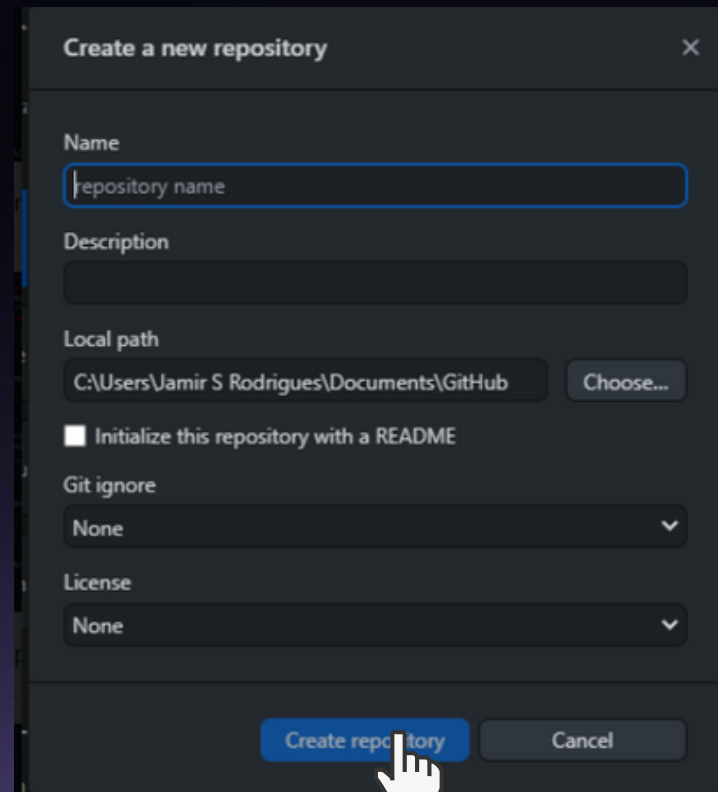 Create a new repository
Name
repository name
Description
Local path
C:\Users\Jamir S Rodrigues\Documents\GitHub
Choose...
Initialize this repository with a README
Git ignore
None
License
None
Create repository
Cancel